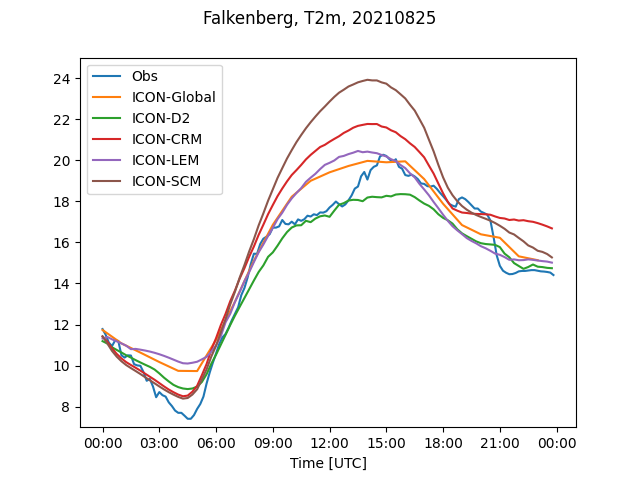 Falkenberg, T2m, 20210825
Obs
ICON-Global
ICON-D2
ICON-CRM
ICON-LEM
ICON-SCM
24
22
20
18
16
14
12
10
8
00:00 03:00 06:00 09:00 12:00 15:00 18:00 21:00 00:00
Time [UTC]